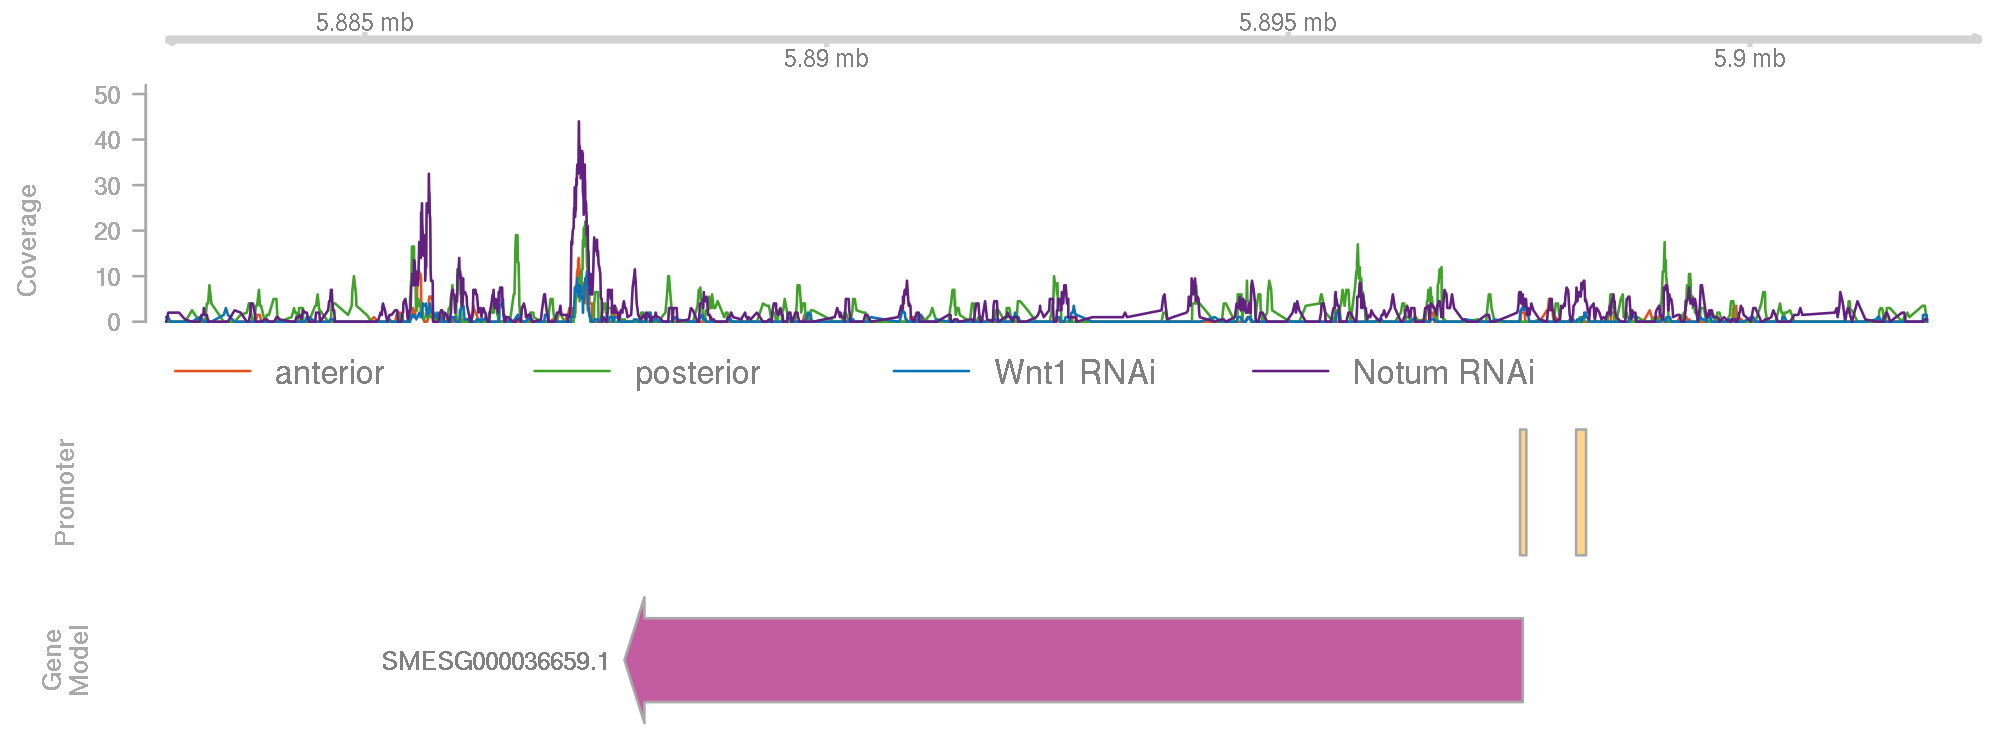 5.885 mb
5.895 mb
5.89 mb
5.9 mb
Coverage
50
40
30
20
10
0
anterior
posterior
Wnt1 RNAi
Notum RNAi
Promoter
Gene
Model
SMESG000036659.1